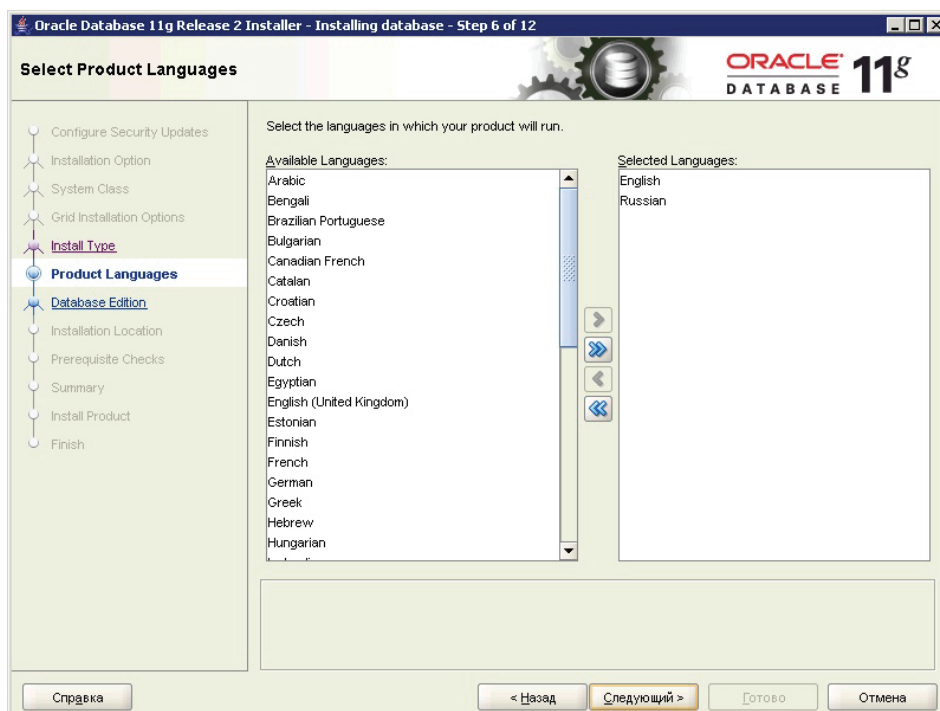 Oracle Database 11g Release 2 Installer - Installing database - Step 6 of 12
Select Product Languages
ORACLE
DATABASE
11g
Configure Security Updates
Installation Option
System Class
Grid Installation Options
Install Type
Product Languages
Database Edition
Installation Location
Prerequisite Checks
Summary
Install Product
Finish
Select the languages in which your product will run.
Available Languages:
Arabic
Bengali
Brazilian Portuguese
Bulgarian
Canadian French
Catalan
Croatian
Czech
Danish
Dutch
Egyptian
English (United Kingdom)
Estonian
Finnish
French
German
Greek
Hebrew
Hungarian
Selected Languages:
English
Russian
Справка
< Назад
Следующий >
Готово
Отмена